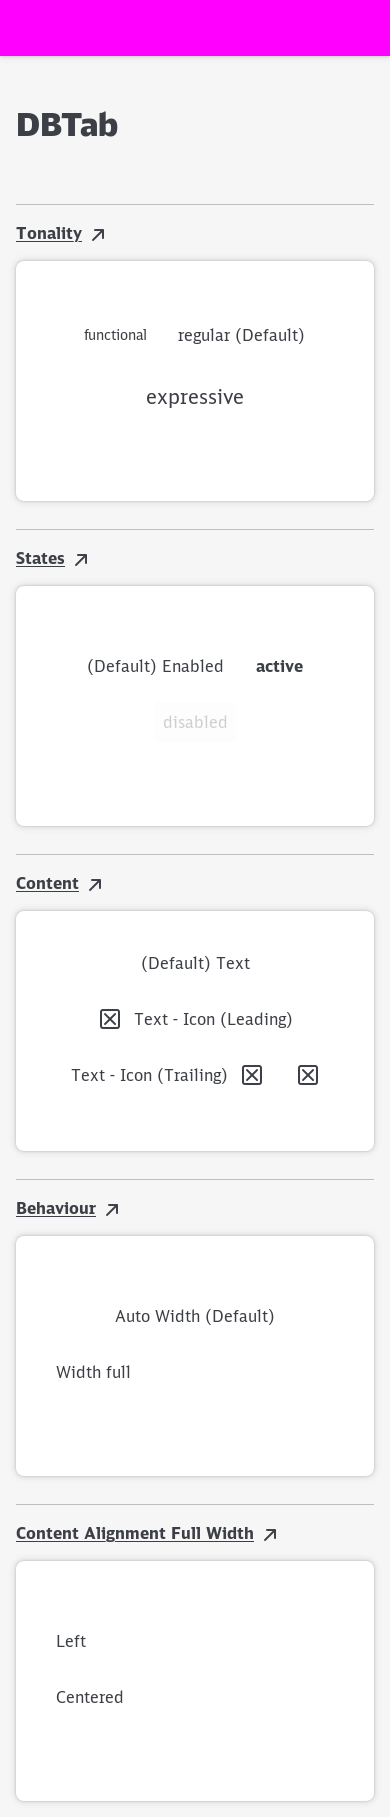 DBTab
Tonality
functional regular (Default)
expressive
States
(Default) Enabled active
disabled
Content
(Default) Text
Text - Icon (Leading)
Text - Icon (Trailing)
Behaviour
Auto Width (Default)
Width full
Content Alignment Full Width
Left
Centered